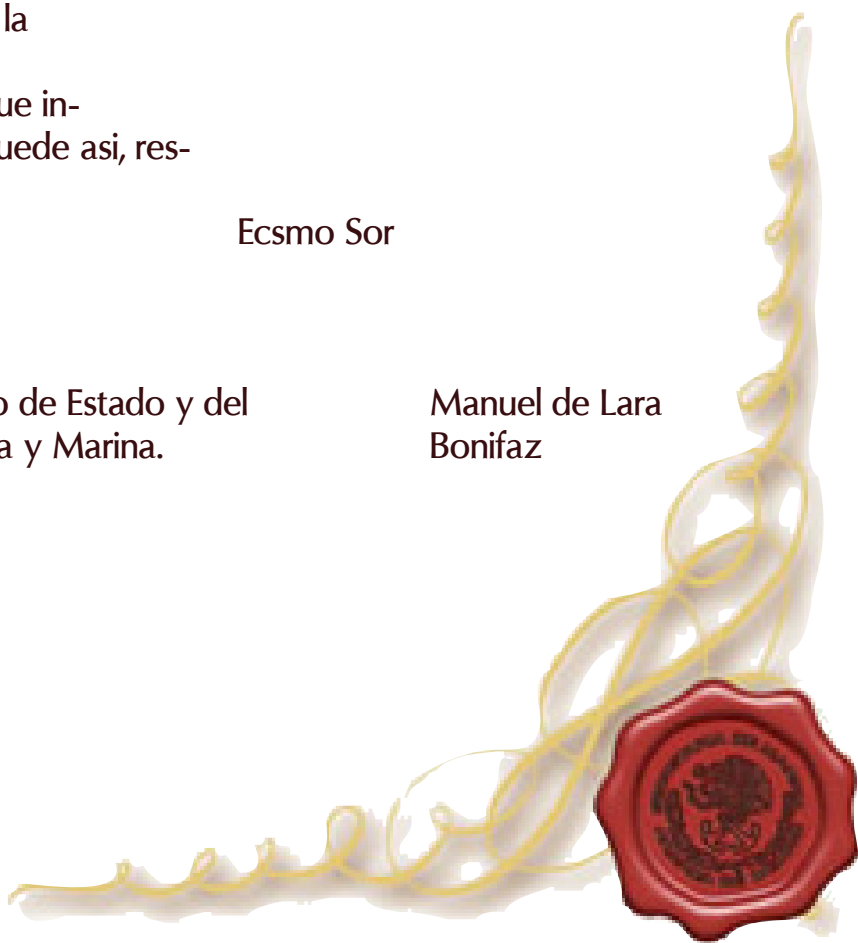 la
ue in-
uede asi, res-
Ecsmo Sor
o de Estado y del
a y Marina.
Manuel de Lara
Bonifaz